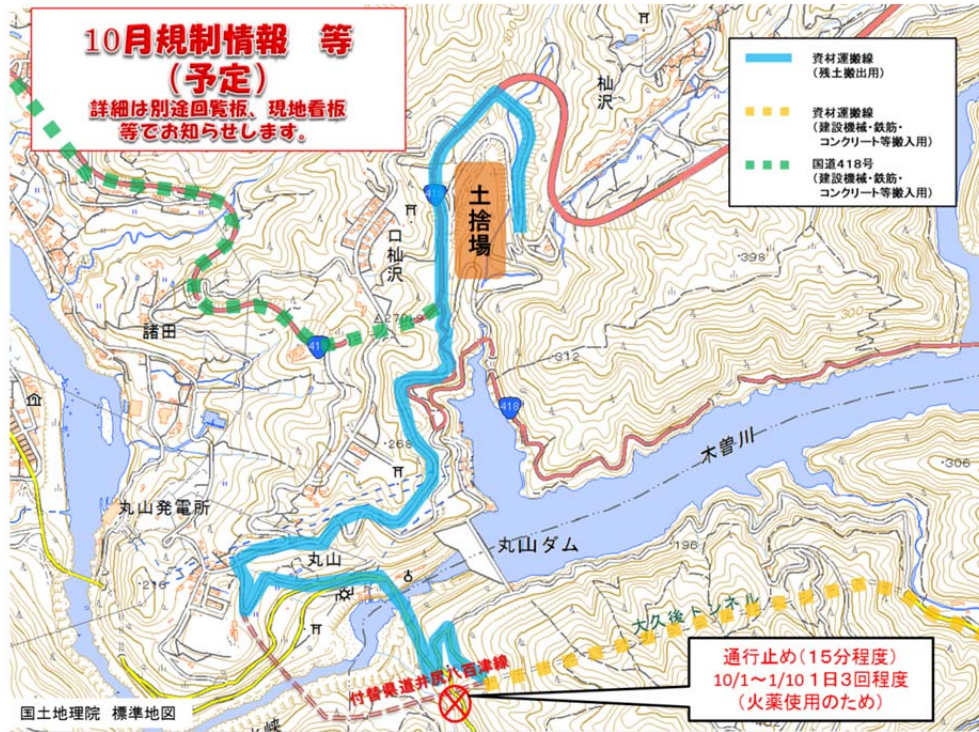 10月規制情報　等
（予定）
詳細は別途回覧板、現地看板
等でお知らせします。
資材運搬線
（残土搬出用）
資材運搬線
（建設機械・鉄筋・
コンクリート等搬入用）
国道418号
（建設機械・鉄筋・
コンクリート等搬入用）
杣沢
300
土捨場
口杣沢
398
300
諸田
41
312
418
268
木曽川
306
丸山発電所
丸山ダム
196
216
丸山
大久後トンネル
付替県道井尻八百津線
通行止め（15分程度）
10/1～1/10 1日3回程度
（火薬使用のため）
国土地理院　標準地図